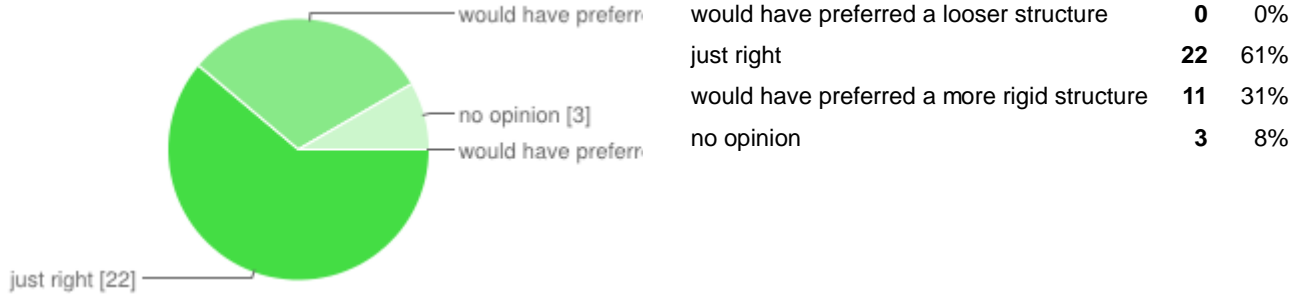 would have preferr
no opinion [3]
would have preferr
just right [22]
would have preferred a looser structure 0 0%
just right 22 61%
would have preferred a more rigid structure 11 31%
no opinion 3 8%